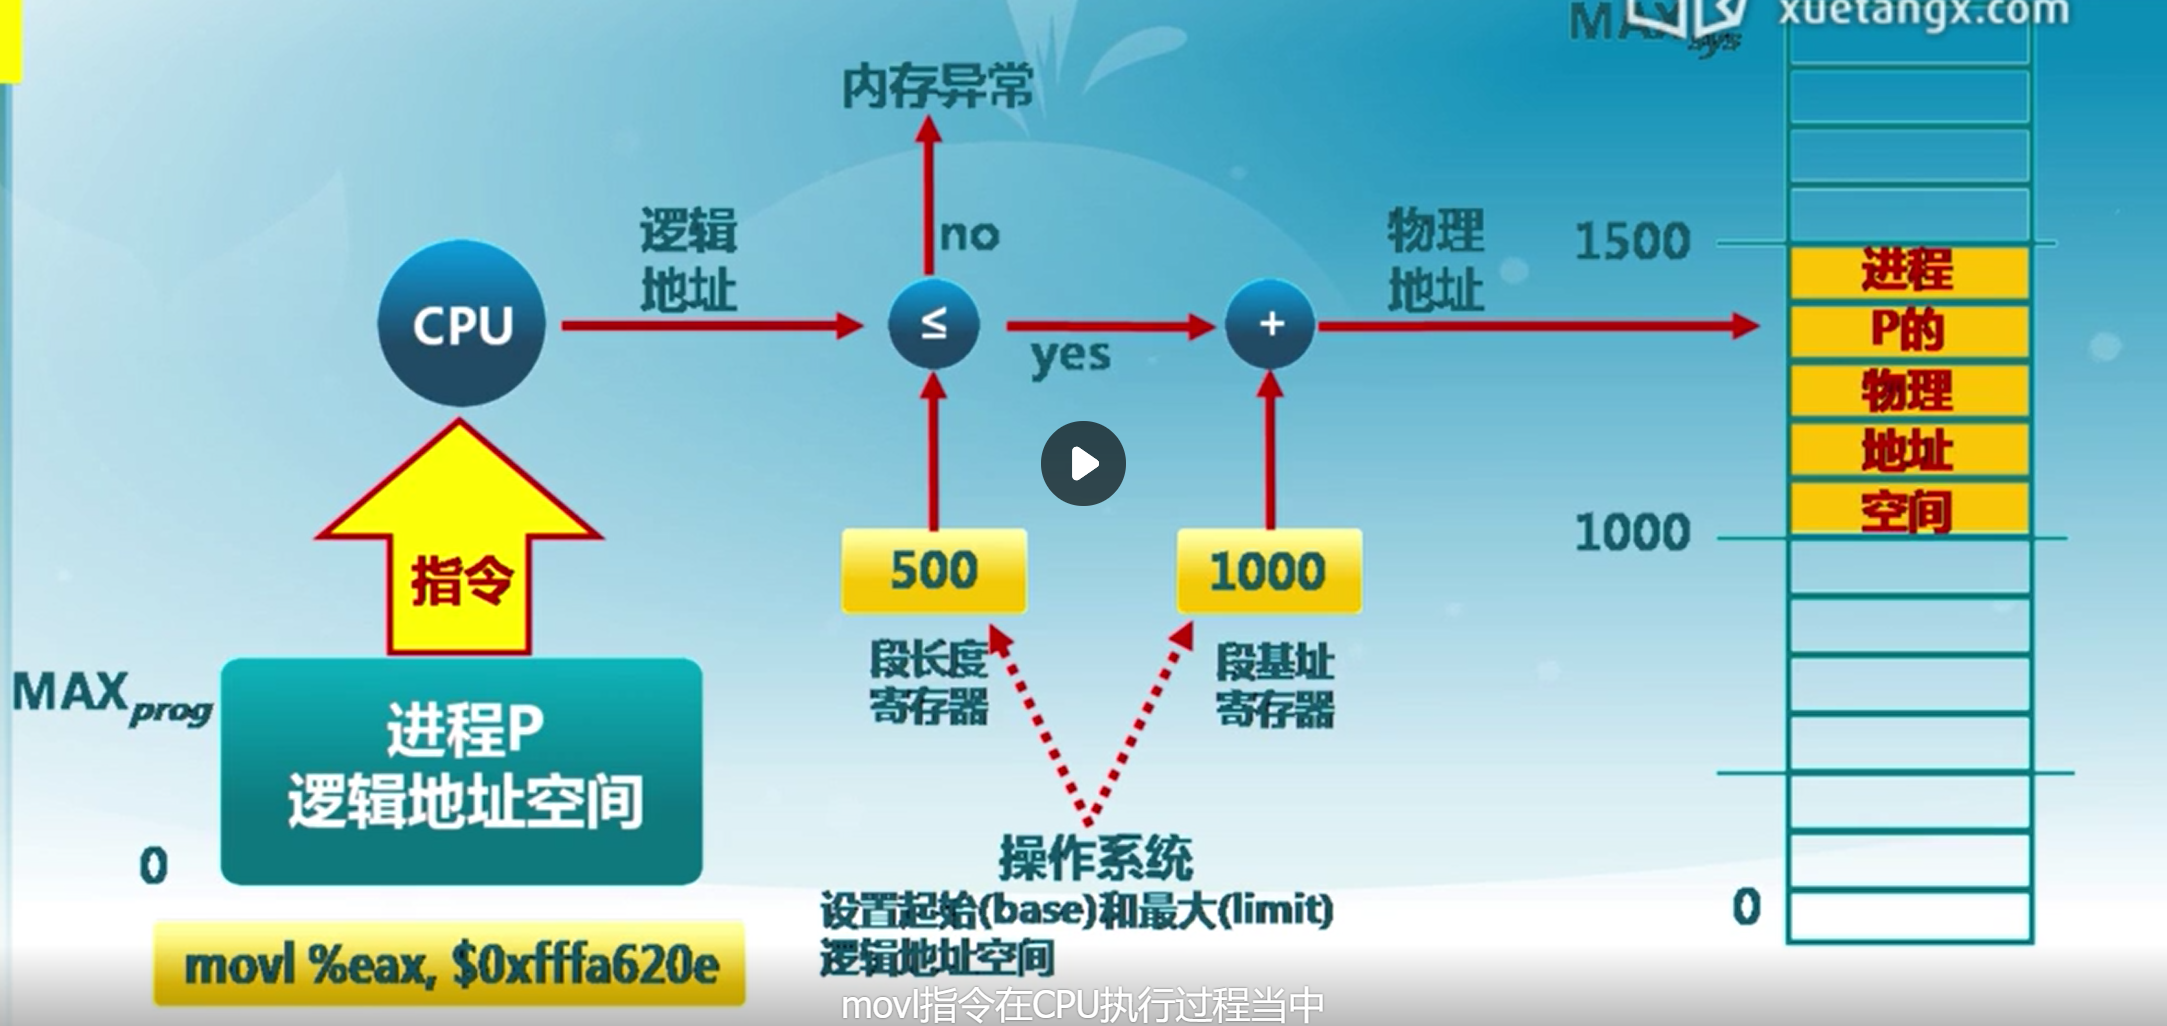 MAXsys
xuetangx.com
内存异常
no
逻辑
地址
CPU
≤
yes
+
物理
地址
1500
进程
P的
物理
地址
空间
1000
指令
500
1000
段长度
寄存器
段基址
寄存器
MAXprog
进程P
逻辑地址空间
0
操作系统
设置起始(base)和最大(limit)
逻辑地址空间
0
movl %eax, $0xfffa620e
movl指令在CPU执行过程当中